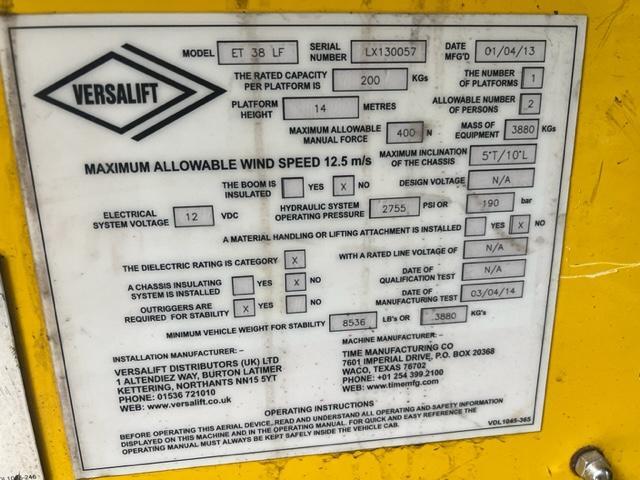 VERSALIFT
MODEL ET 38 LF SERIAL NUMBER LX130057 DATE MFG'D 01/04/13
THE RATED CAPACITY PER PLATFORM IS 200 KGs THE NUMBER OF PLATFORMS 1
PLATFORM HEIGHT 14 METRES ALLOWABLE NUMBER OF PERSONS 2
MAXIMUM ALLOWABLE MANUAL FORCE 400 N MASS OF EQUIPMENT 3880 KGs
MAXIMUM ALLOWABLE WIND SPEED 12.5 m/s MAXIMUM INCLINATION OF THE CHASSIS 5°T/10°L
THE BOOM IS INSULATED YES X NO DESIGN VOLTAGE N/A
ELECTRICAL SYSTEM VOLTAGE 12 VDC HYDRAULIC SYSTEM OPERATING PRESSURE 2755 PSI OR 190 bar
A MATERIAL HANDLING OR LIFTING ATTACHMENT IS INSTALLED YES X NO
THE DIELECTRIC RATING IS CATEGORY X WITH A RATED LINE VOLTAGE OF N/A
A CHASSIS INSULATING SYSTEM IS INSTALLED YES X NO DATE OF QUALIFICATION TEST N/A
OUTRIGGERS ARE REQUIRED FOR STABILITY X YES NO DATE OF MANUFACTURING TEST 03/04/14
MINIMUM VEHICLE WEIGHT FOR STABILITY 8536 LB's OR 3880 KG's
INSTALLATION MANUFACTURER: –
VERSALIFT DISTRIBUTORS (UK) LTD
1 ALTENDIEZ WAY, BURTON LATIMER
KETTERING, NORTHANTS NN15 5YT
PHONE: 01536 721010
WEB: www.versalift.co.uk
MACHINE MANUFACTURER: –
TIME MANUFACTURING CO
7601 IMPERIAL DRIVE, P.O. BOX 20368
WACO, TEXAS 76702
PHONE: +01 254 399.2100
WEB: www.timemfg.com
OPERATING INSTRUCTIONS
BEFORE OPERATING THIS AERIAL DEVICE, READ AND UNDERSTAND ALL OPERATING AND SAFETY INFORMATION
DISPLAYED ON THIS MACHINE AND IN THE OPERATING MANUAL. FOR QUICK AND EASY REFERENCE THE
OPERATING MANUAL MUST ALWAYS BE KEPT SAFELY INSIDE THE VEHICLE CAB.
VDL1045-365